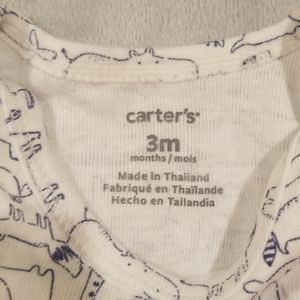 carter's
3m
months / mois
Made in Thailand
Fabriqué en Thaïlande
Hecho en Tailandia